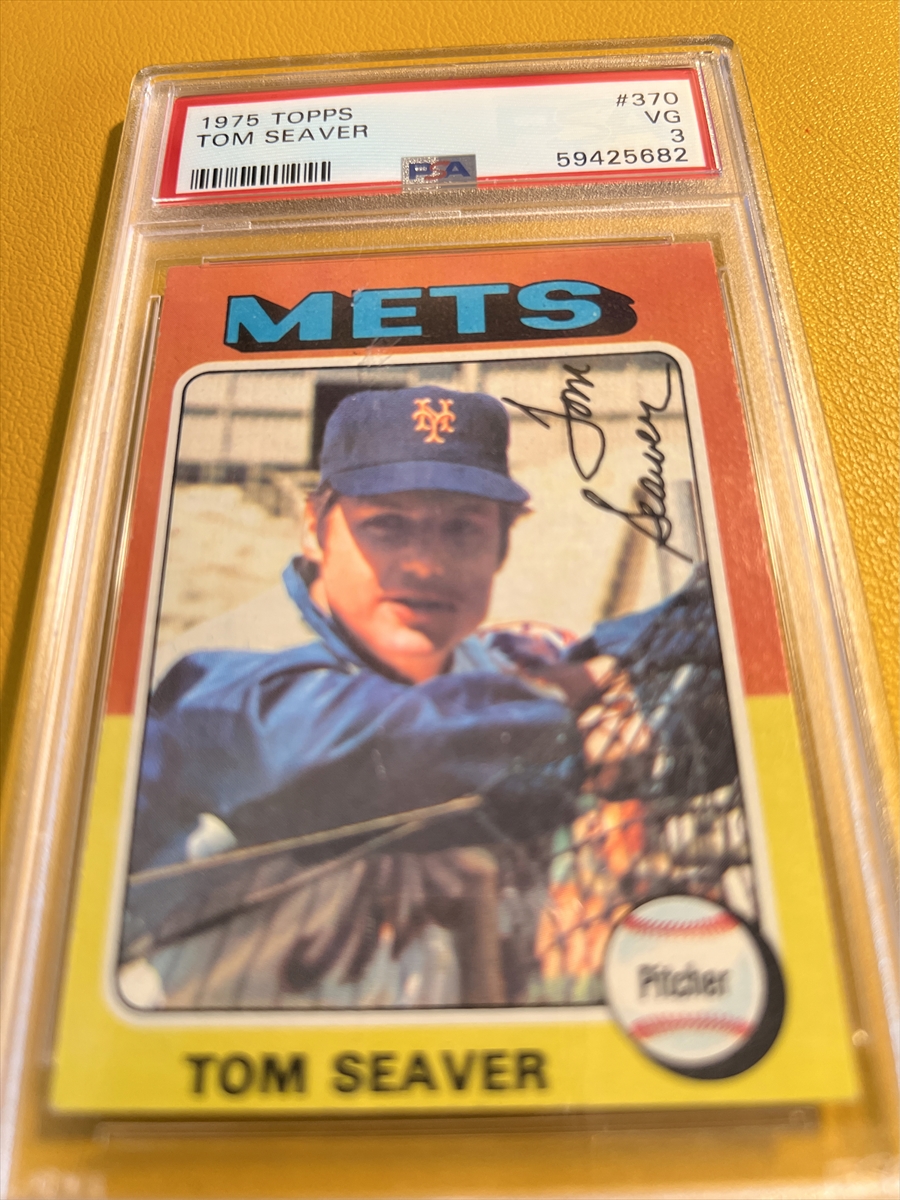 1975 TOPPS
TOM SEAVER
#370
VG
3
59425682
PSA
METS
NY
Tom
Seaver
Pitcher
TOM SEAVER